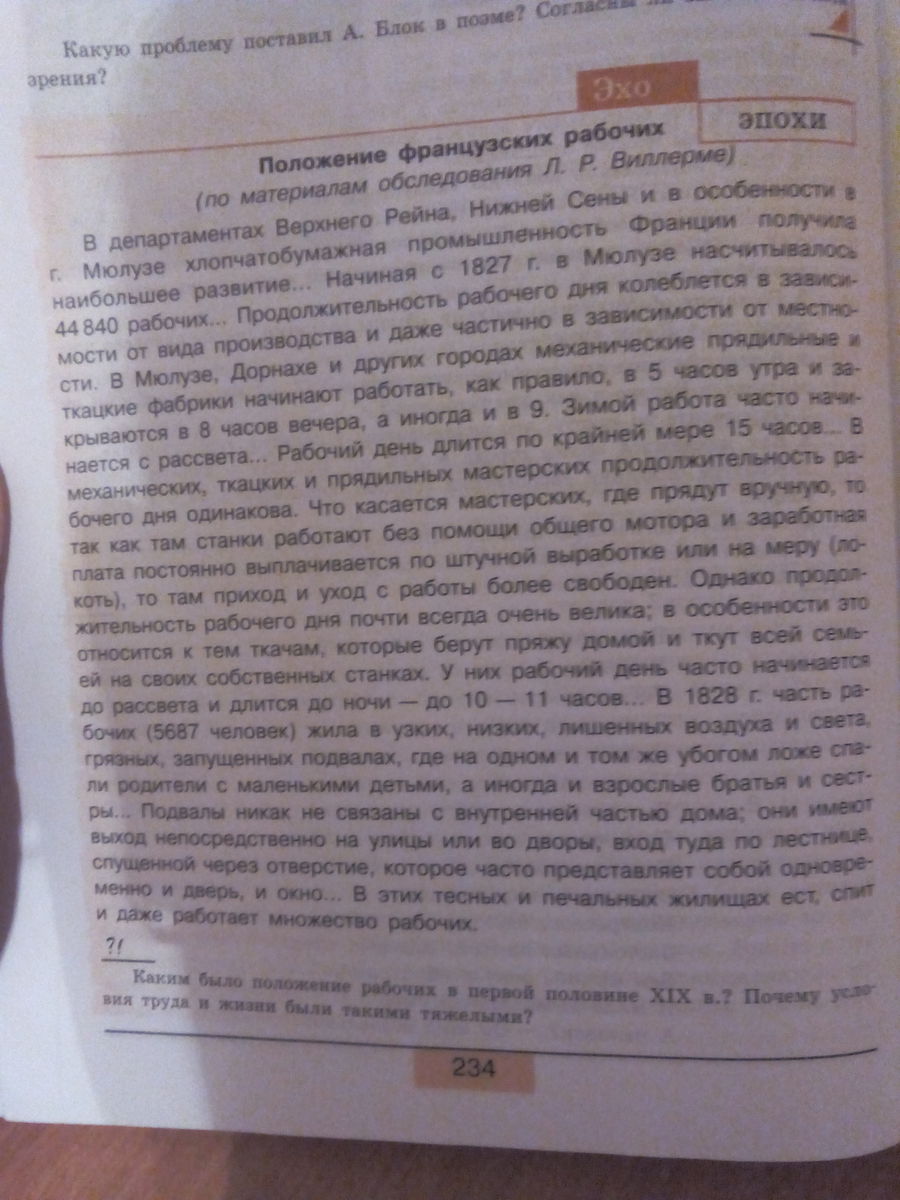 Какую проблему поставил А. Блок в поэме? Согласны
зрения?
Эхо
ЭПОХИ
Положение французских рабочих
(по материалам обследования Л. Р. Виллерме)
В департаментах Верхнего Рейна, Нижней Сены и в особенности в
г. Мюлузе хлопчатобумажная промышленность Франции получила
наибольшее развитие... Начиная с 1827 г. в Мюлузе насчитывалось
44 840 рабочих... Продолжительность рабочего дня колеблется в зависи-
мости от вида производства и даже частично в зависимости от местно-
сти. В Мюлузе, Дорнахе и других городах механические прядильные и
ткацкие фабрики начинают работать, как правило, в 5 часов утра и за-
крываются в 8 часов вечера, а иногда и в 9. Зимой работа часто начи-
нается с рассвета... Рабочий день длится по крайней мере 15 часов... В
механических, ткацких и прядильных мастерских продолжительность ра-
бочего дня одинакова. Что касается мастерских, где прядут вручную, то
так как там станки работают без помощи общего мотора и заработная
плата постоянно выплачивается по штучной выработке или на меру (ло-
коть), то там приход и уход с работы более свободен. Однако продол-
жительность рабочего дня почти всегда очень велика; в особенности это
относится к тем ткачам, которые берут пряжу домой и ткут всей семь-
ей на своих собственных станках. У них рабочий день часто начинается
до рассвета и длится до ночи — до 10 — 11 часов... В 1828 г. часть ра-
бочих (5687 человек) жила в узких, низких, лишенных воздуха и света,
грязных, запущенных подвалах, где на одном и том же убогом ложе спа-
ли родители с маленькими детьми, а иногда и взрослые братья и сест-
ры... Подвалы никак не связаны с внутренней частью дома; они имеют
выход непосредственно на улицы или во дворы, вход туда по лестнице,
спущенной через отверстие, которое часто представляет собой одновре-
менно и дверь, и окно... В этих тесных и печальных жилищах ест, спит
и даже работает множество рабочих.
?!
Каким было положение рабочих в первой половине XIX в.? Почему усло-
вия труда и жизни были такими тяжелыми?
234